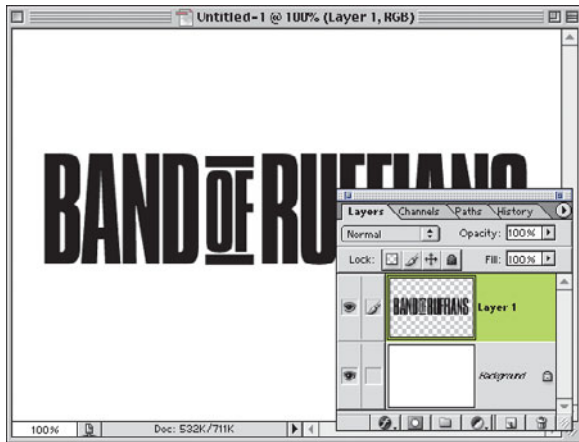 Untitled-1 @ 100% (Layer 1, RGB)
BAND OF RUFFIANS
Layers Channels Paths History
Normal Opacity: 100%
Lock: Fill: 100%
BAND OF RUFFIANS Layer 1
Background
100% Doc: 532K/711K